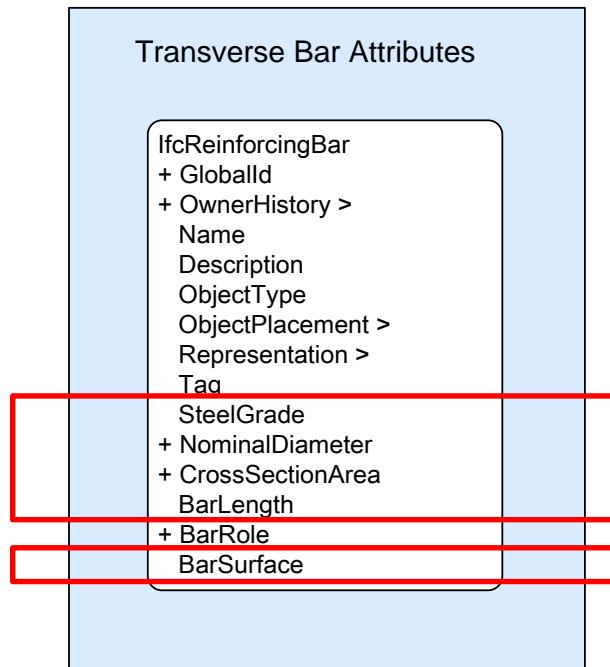 Transverse Bar Attributes
IfcReinforcingBar
+ GlobalId
+ OwnerHistory >
Name
Description
ObjectType
ObjectPlacement >
Representation >
Tag
SteelGrade
+ NominalDiameter
+ CrossSectionArea
BarLength
+ BarRole
BarSurface